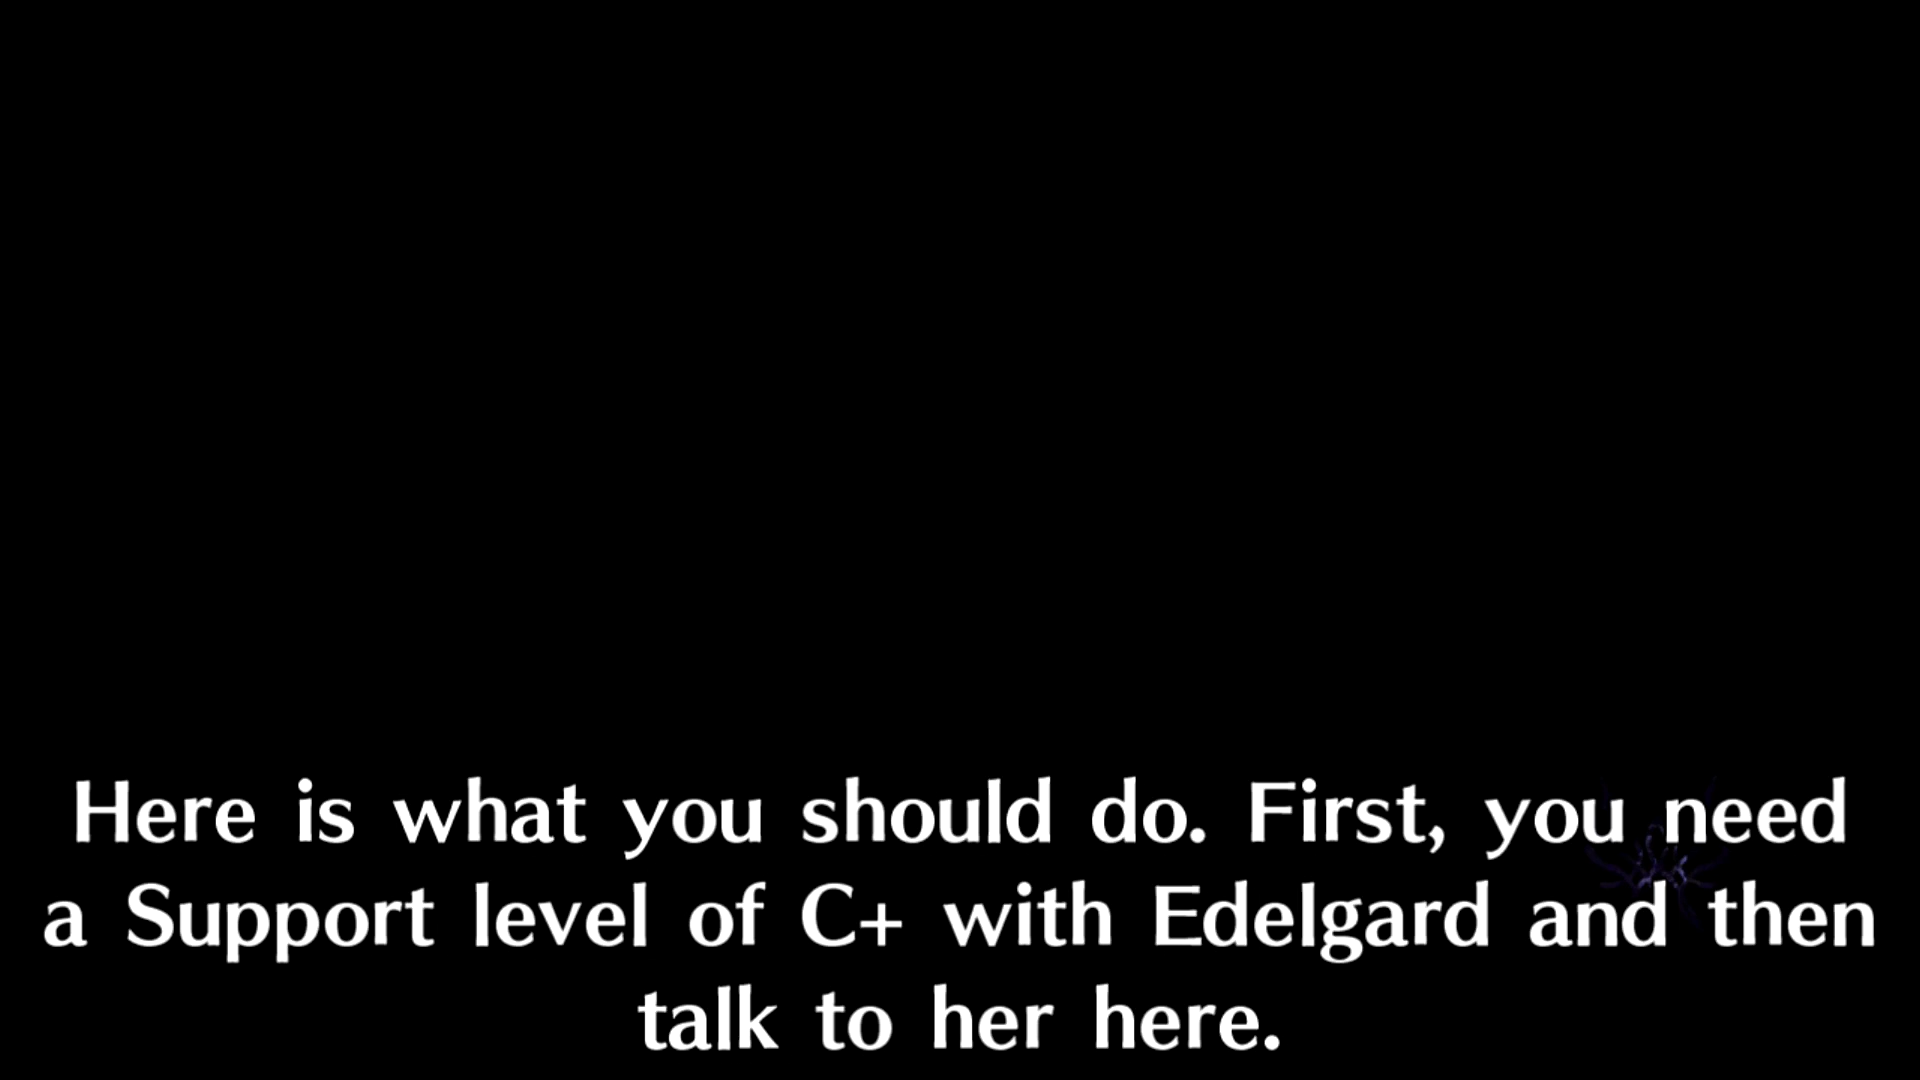 Here is what you should do. First, you need
a Support level of C+ with Edelgard and then
talk to her here.